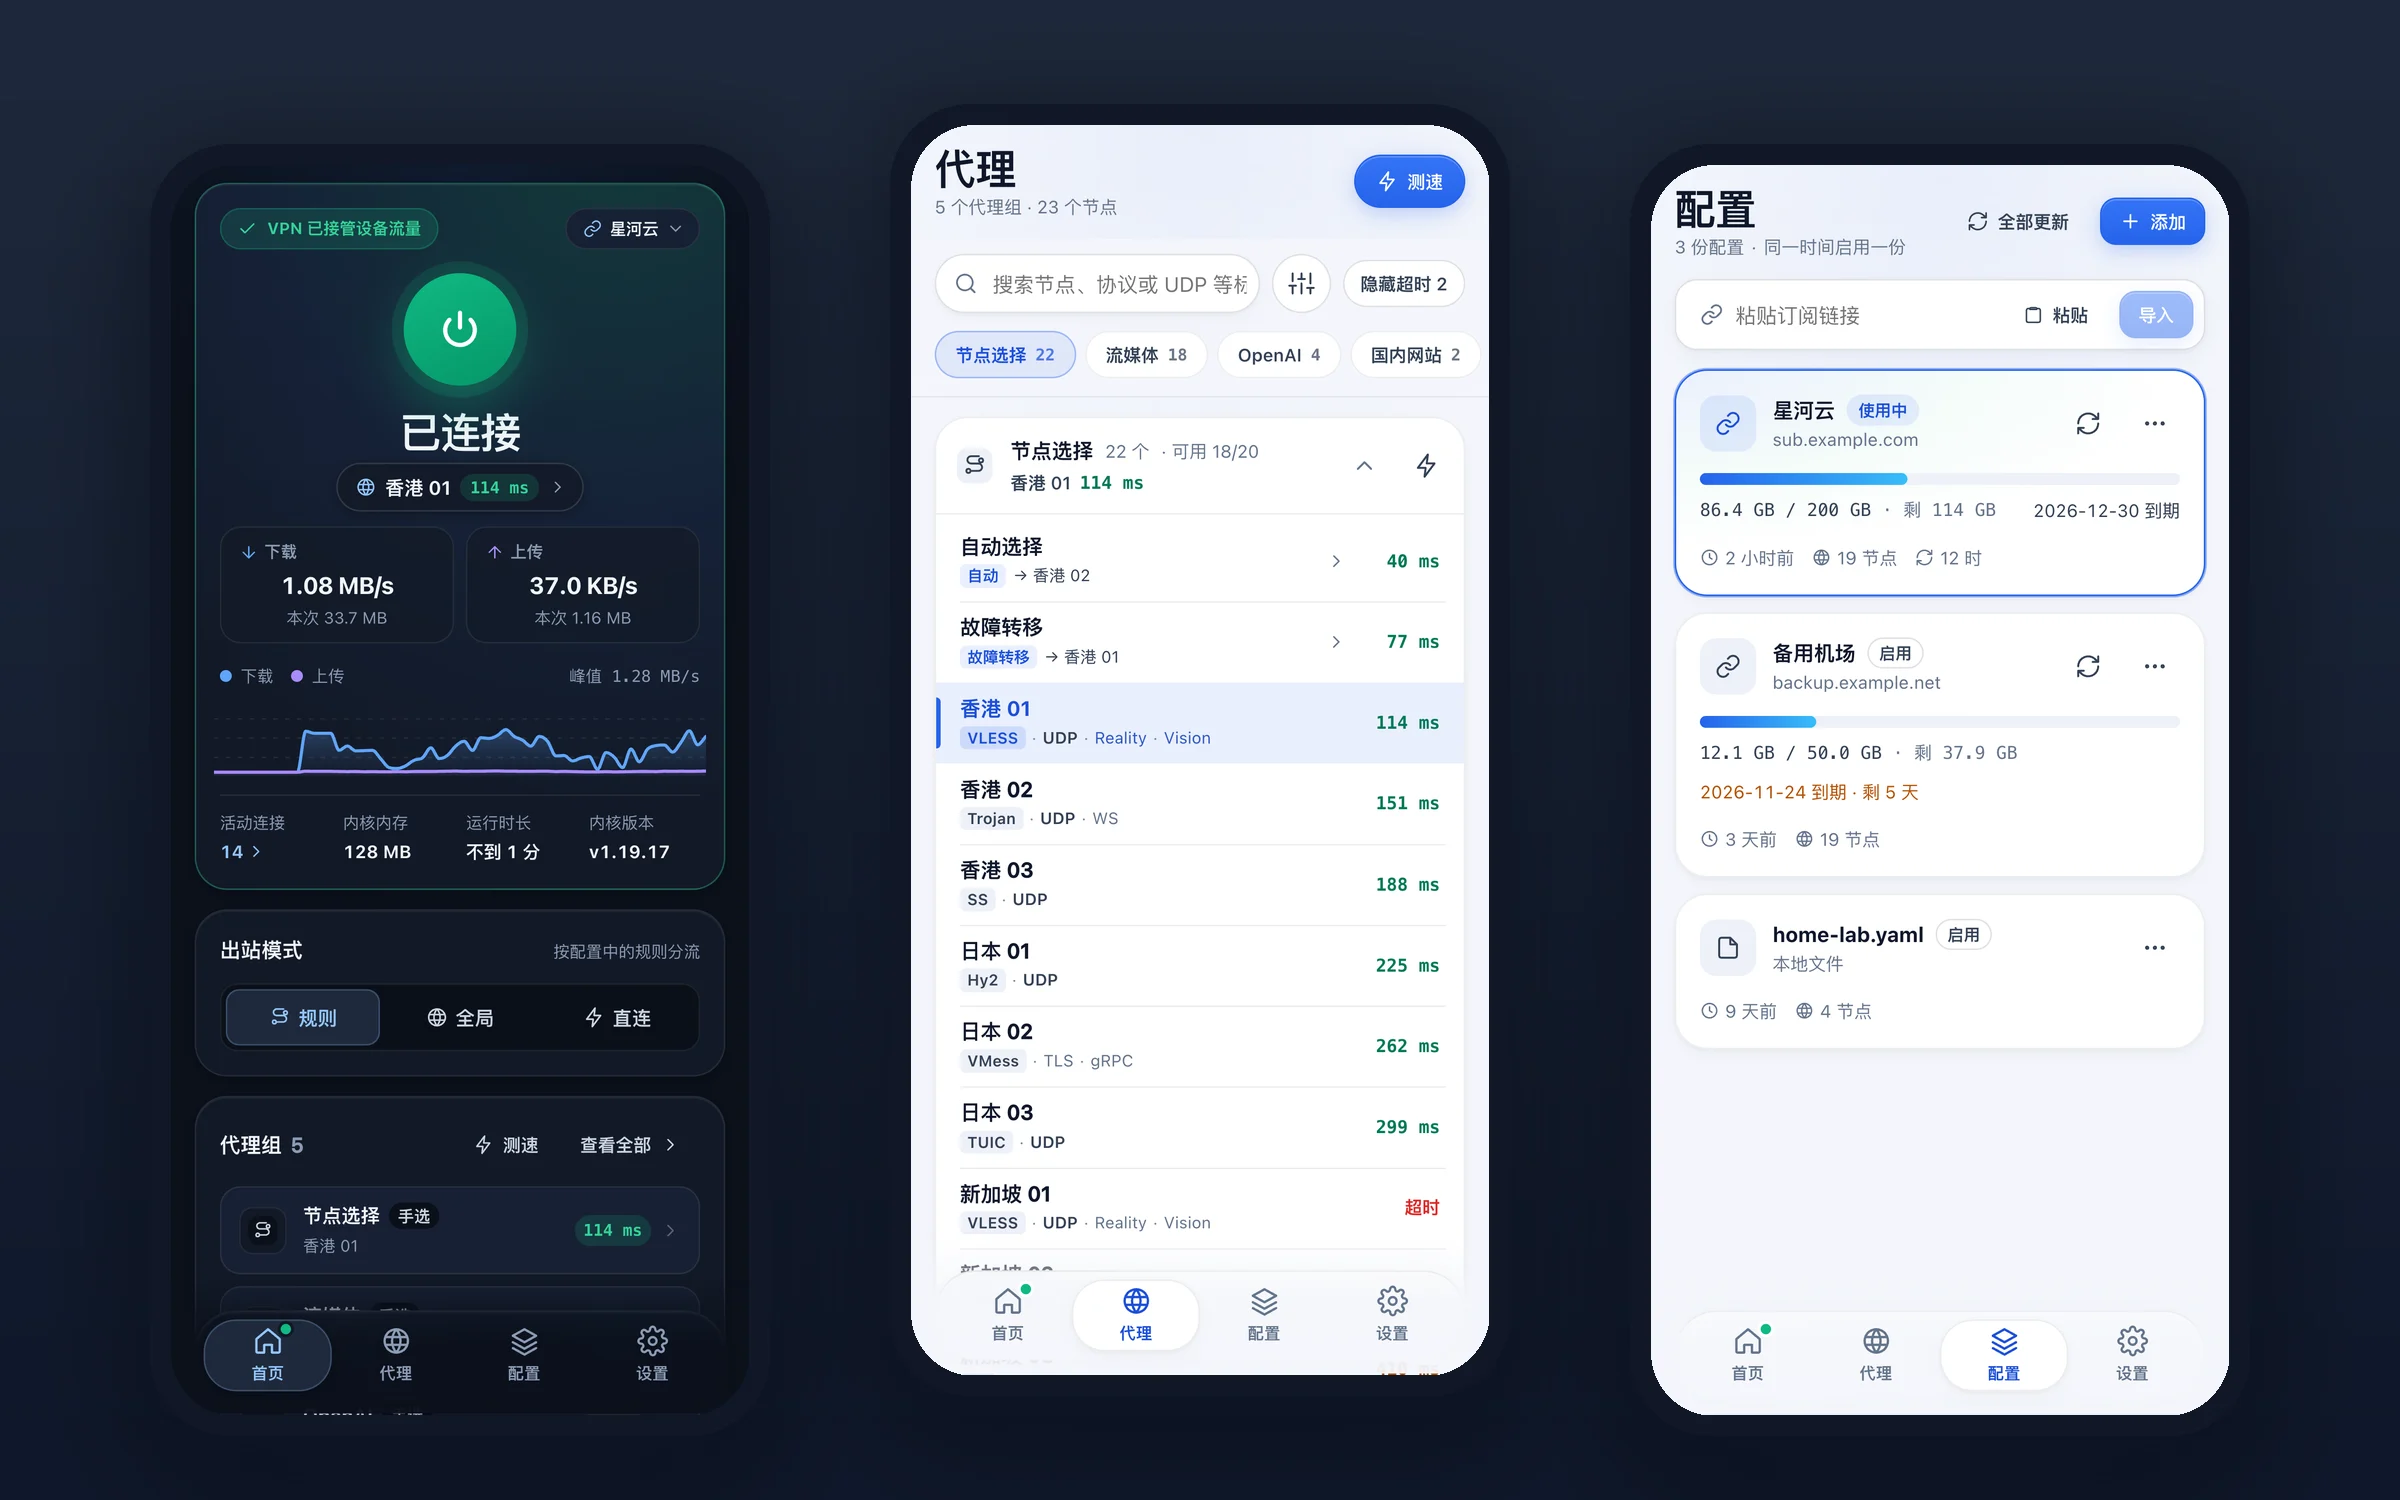 VPN 已接管设备流量
星河云
已连接
香港 01 114 ms
下载
1.08 MB/s
本次 33.7 MB
上传
37.0 KB/s
本次 1.16 MB
下载 上传 峰值 1.28 MB/s
活动连接 内核内存 运行时长 内核版本
14 128 MB 不到 1 分 v1.19.17
出站模式 按配置中的规则分流
规则 全局 直连
代理组 5 测速 查看全部
节点选择 手选
香港 01
114 ms
首页 代理 配置 设置
代理
5 个代理组 · 23 个节点
测速
搜索节点、协议或 UDP 等标
隐藏超时 2
节点选择 22 流媒体 18 OpenAI 4 国内网站 2
节点选择 22 个 · 可用 18/20
香港 01 114 ms
自动选择
自动 → 香港 02
40 ms
故障转移
故障转移 → 香港 01
77 ms
香港 01
VLESS · UDP · Reality · Vision
114 ms
香港 02
Trojan · UDP · WS
151 ms
香港 03
SS · UDP
188 ms
日本 01
Hy2 · UDP
225 ms
日本 02
VMess · TLS · gRPC
262 ms
日本 03
TUIC · UDP
299 ms
新加坡 01
VLESS · UDP · Reality · Vision
超时
首页 代理 配置 设置
配置
3 份配置 · 同一时间启用一份
全部更新
添加
粘贴订阅链接 粘贴 导入
星河云 使用中
sub.example.com
86.4 GB / 200 GB · 剩 114 GB 2026-12-30 到期
2 小时前 19 节点 12 时
备用机场 启用
backup.example.net
12.1 GB / 50.0 GB · 剩 37.9 GB
2026-11-24 到期 · 剩 5 天
3 天前 19 节点
home-lab.yaml 启用
本地文件
9 天前 4 节点
首页 代理 配置 设置